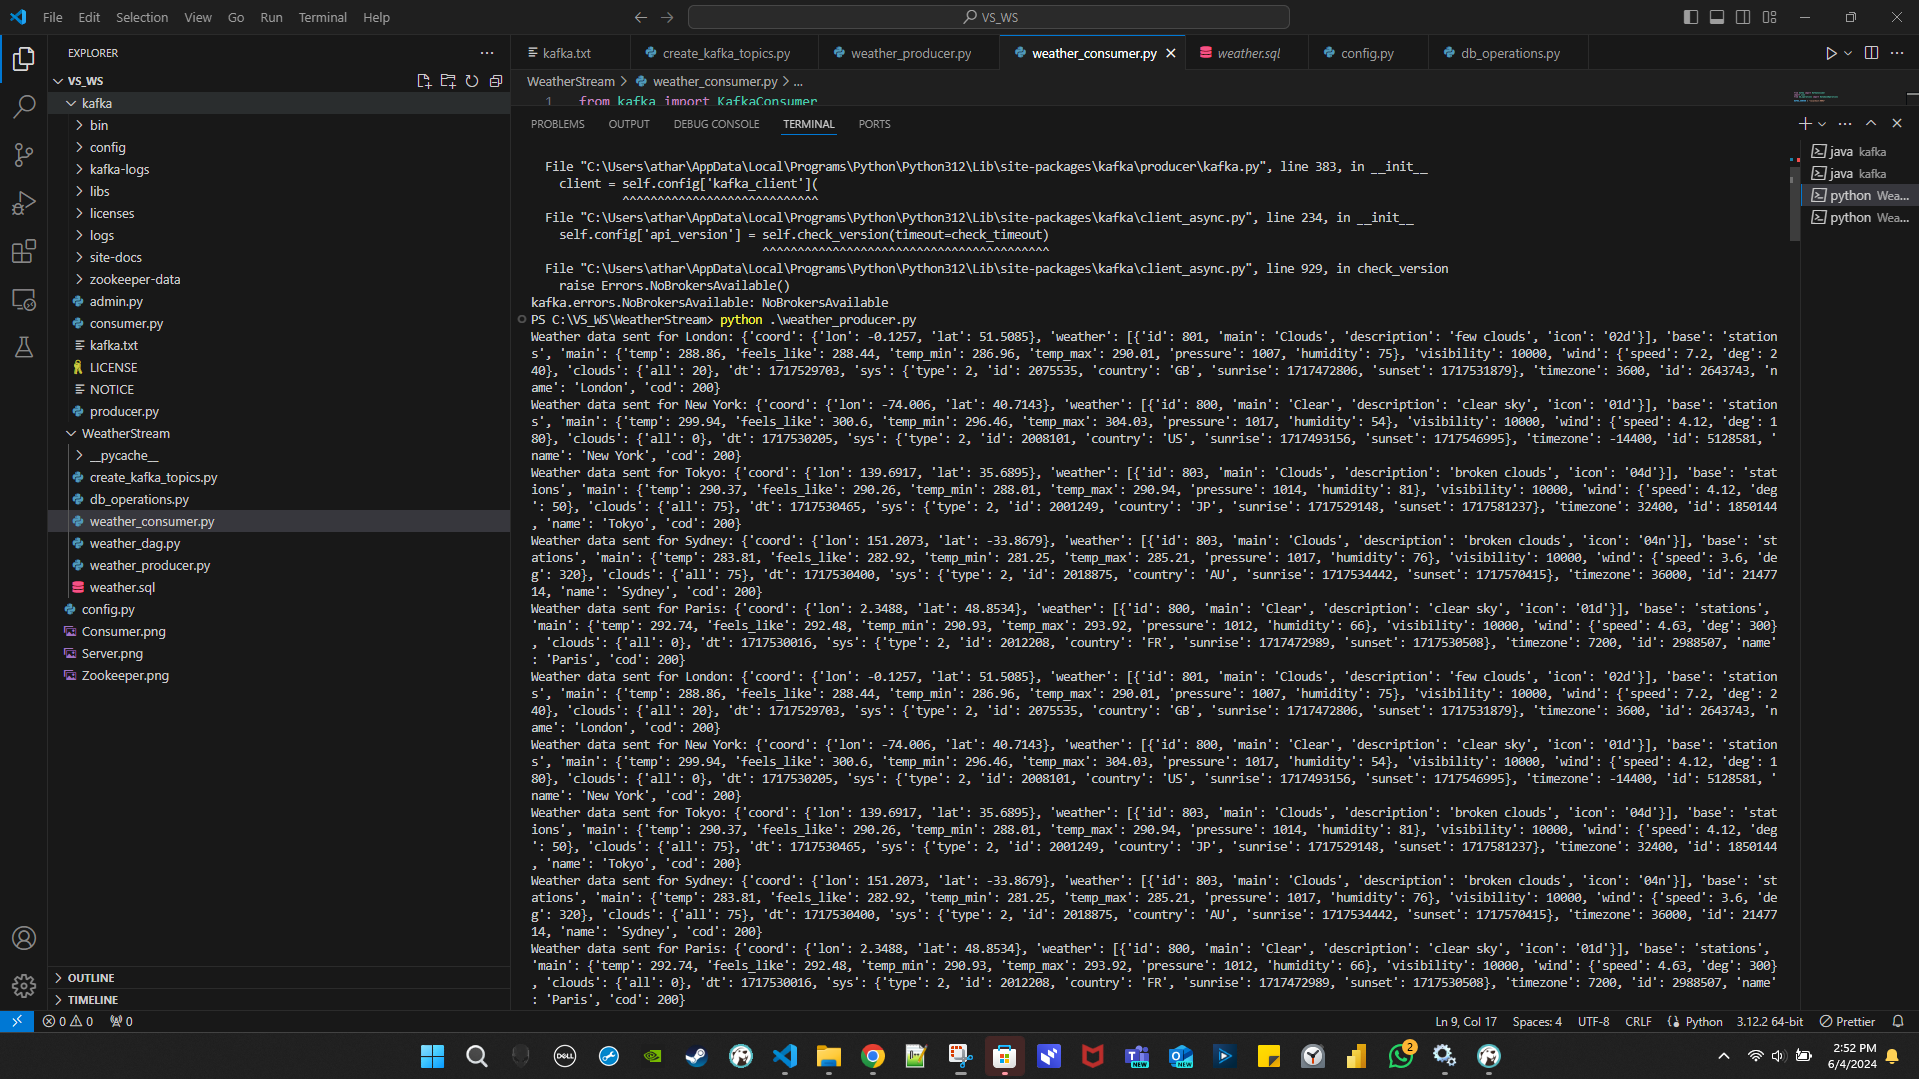 File Edit Selection View Go Run Terminal Help
VS_WS
EXPLORER
VS_WS
kafka
bin
config
kafka-logs
libs
licenses
logs
site-docs
zookeeper-data
admin.py
consumer.py
kafka.txt
LICENSE
NOTICE
producer.py
WeatherStream
__pycache__
create_kafka_topics.py
db_operations.py
weather_consumer.py
weather_dag.py
weather_producer.py
weather.sql
config.py
Consumer.png
Server.png
Zookeeper.png
OUTLINE
TIMELINE
kafka.txt create_kafka_topics.py weather_producer.py weather_consumer.py weather.sql config.py db_operations.py
WeatherStream > weather_consumer.py > ...
1 from kafka import KafkaConsumer
PROBLEMS OUTPUT DEBUG CONSOLE TERMINAL PORTS
File "C:\Users\athar\AppData\Local\Programs\Python\Python312\Lib\site-packages\kafka\producer\kafka.py", line 383, in __init__
client = self.config['kafka_client'](
^^^^^^^^^^^^^^^^^^^^^^^^^^^^
File "C:\Users\athar\AppData\Local\Programs\Python\Python312\Lib\site-packages\kafka\client_async.py", line 234, in __init__
self.config['api_version'] = self.check_version(timeout=check_timeout)
^^^^^^^^^^^^^^^^^^^^^^^^^^^^^^^^^^^^^^^^^
File "C:\Users\athar\AppData\Local\Programs\Python\Python312\Lib\site-packages\kafka\client_async.py", line 929, in check_version
raise Errors.NoBrokersAvailable()
kafka.errors.NoBrokersAvailable: NoBrokersAvailable
PS C:\VS_WS\WeatherStream> python .\weather_producer.py
Weather data sent for London: {'coord': {'lon': -0.1257, 'lat': 51.5085}, 'weather': [{'id': 801, 'main': 'Clouds', 'description': 'few clouds', 'icon': '02d'}], 'base': 'station
s', 'main': {'temp': 288.86, 'feels_like': 288.44, 'temp_min': 286.96, 'temp_max': 290.01, 'pressure': 1007, 'humidity': 75}, 'visibility': 10000, 'wind': {'speed': 7.2, 'deg': 2
40}, 'clouds': {'all': 20}, 'dt': 1717529703, 'sys': {'type': 2, 'id': 2075535, 'country': 'GB', 'sunrise': 1717472806, 'sunset': 1717531879}, 'timezone': 3600, 'id': 2643743, 'n
ame': 'London', 'cod': 200}
Weather data sent for New York: {'coord': {'lon': -74.006, 'lat': 40.7143}, 'weather': [{'id': 800, 'main': 'Clear', 'description': 'clear sky', 'icon': '01d'}], 'base': 'station
s', 'main': {'temp': 299.94, 'feels_like': 300.6, 'temp_min': 296.46, 'temp_max': 304.03, 'pressure': 1017, 'humidity': 54}, 'visibility': 10000, 'wind': {'speed': 4.12, 'deg': 1
80}, 'clouds': {'all': 0}, 'dt': 1717530205, 'sys': {'type': 2, 'id': 2008101, 'country': 'US', 'sunrise': 1717493156, 'sunset': 1717546995}, 'timezone': -14400, 'id': 5128581, '
name': 'New York', 'cod': 200}
Weather data sent for Tokyo: {'coord': {'lon': 139.6917, 'lat': 35.6895}, 'weather': [{'id': 803, 'main': 'Clouds', 'description': 'broken clouds', 'icon': '04d'}], 'base': 'stat
ions', 'main': {'temp': 290.37, 'feels_like': 290.26, 'temp_min': 288.01, 'temp_max': 290.94, 'pressure': 1014, 'humidity': 81}, 'visibility': 10000, 'wind': {'speed': 4.12, 'deg
': 50}, 'clouds': {'all': 75}, 'dt': 1717530465, 'sys': {'type': 2, 'id': 2001249, 'country': 'JP', 'sunrise': 1717529148, 'sunset': 1717581237}, 'timezone': 32400, 'id': 1850144
, 'name': 'Tokyo', 'cod': 200}
Weather data sent for Sydney: {'coord': {'lon': 151.2073, 'lat': -33.8679}, 'weather': [{'id': 803, 'main': 'Clouds', 'description': 'broken clouds', 'icon': '04n'}], 'base': 'st
ations', 'main': {'temp': 283.81, 'feels_like': 282.92, 'temp_min': 281.25, 'temp_max': 285.21, 'pressure': 1017, 'humidity': 76}, 'visibility': 10000, 'wind': {'speed': 3.6, 'de
g': 320}, 'clouds': {'all': 75}, 'dt': 1717530400, 'sys': {'type': 2, 'id': 2018875, 'country': 'AU', 'sunrise': 1717534442, 'sunset': 1717570415}, 'timezone': 36000, 'id': 21477
14, 'name': 'Sydney', 'cod': 200}
Weather data sent for Paris: {'coord': {'lon': 2.3488, 'lat': 48.8534}, 'weather': [{'id': 800, 'main': 'Clear', 'description': 'clear sky', 'icon': '01d'}], 'base': 'stations',
'main': {'temp': 292.74, 'feels_like': 292.48, 'temp_min': 290.93, 'temp_max': 293.92, 'pressure': 1012, 'humidity': 66}, 'visibility': 10000, 'wind': {'speed': 4.63, 'deg': 300}
, 'clouds': {'all': 0}, 'dt': 1717530016, 'sys': {'type': 2, 'id': 2012208, 'country': 'FR', 'sunrise': 1717472989, 'sunset': 1717530508}, 'timezone': 7200, 'id': 2988507, 'name'
: 'Paris', 'cod': 200}
Weather data sent for London: {'coord': {'lon': -0.1257, 'lat': 51.5085}, 'weather': [{'id': 801, 'main': 'Clouds', 'description': 'few clouds', 'icon': '02d'}], 'base': 'station
s', 'main': {'temp': 288.86, 'feels_like': 288.44, 'temp_min': 286.96, 'temp_max': 290.01, 'pressure': 1007, 'humidity': 75}, 'visibility': 10000, 'wind': {'speed': 7.2, 'deg': 2
40}, 'clouds': {'all': 20}, 'dt': 1717529703, 'sys': {'type': 2, 'id': 2075535, 'country': 'GB', 'sunrise': 1717472806, 'sunset': 1717531879}, 'timezone': 3600, 'id': 2643743, 'n
ame': 'London', 'cod': 200}
Weather data sent for New York: {'coord': {'lon': -74.006, 'lat': 40.7143}, 'weather': [{'id': 800, 'main': 'Clear', 'description': 'clear sky', 'icon': '01d'}], 'base': 'station
s', 'main': {'temp': 299.94, 'feels_like': 300.6, 'temp_min': 296.46, 'temp_max': 304.03, 'pressure': 1017, 'humidity': 54}, 'visibility': 10000, 'wind': {'speed': 4.12, 'deg': 1
80}, 'clouds': {'all': 0}, 'dt': 1717530205, 'sys': {'type': 2, 'id': 2008101, 'country': 'US', 'sunrise': 1717493156, 'sunset': 1717546995}, 'timezone': -14400, 'id': 5128581, '
name': 'New York', 'cod': 200}
Weather data sent for Tokyo: {'coord': {'lon': 139.6917, 'lat': 35.6895}, 'weather': [{'id': 803, 'main': 'Clouds', 'description': 'broken clouds', 'icon': '04d'}], 'base': 'stat
ions', 'main': {'temp': 290.37, 'feels_like': 290.26, 'temp_min': 288.01, 'temp_max': 290.94, 'pressure': 1014, 'humidity': 81}, 'visibility': 10000, 'wind': {'speed': 4.12, 'deg
': 50}, 'clouds': {'all': 75}, 'dt': 1717530465, 'sys': {'type': 2, 'id': 2001249, 'country': 'JP', 'sunrise': 1717529148, 'sunset': 1717581237}, 'timezone': 32400, 'id': 1850144
, 'name': 'Tokyo', 'cod': 200}
Weather data sent for Sydney: {'coord': {'lon': 151.2073, 'lat': -33.8679}, 'weather': [{'id': 803, 'main': 'Clouds', 'description': 'broken clouds', 'icon': '04n'}], 'base': 'st
ations', 'main': {'temp': 283.81, 'feels_like': 282.92, 'temp_min': 281.25, 'temp_max': 285.21, 'pressure': 1017, 'humidity': 76}, 'visibility': 10000, 'wind': {'speed': 3.6, 'de
g': 320}, 'clouds': {'all': 75}, 'dt': 1717530400, 'sys': {'type': 2, 'id': 2018875, 'country': 'AU', 'sunrise': 1717534442, 'sunset': 1717570415}, 'timezone': 36000, 'id': 21477
14, 'name': 'Sydney', 'cod': 200}
Weather data sent for Paris: {'coord': {'lon': 2.3488, 'lat': 48.8534}, 'weather': [{'id': 800, 'main': 'Clear', 'description': 'clear sky', 'icon': '01d'}], 'base': 'stations',
'main': {'temp': 292.74, 'feels_like': 292.48, 'temp_min': 290.93, 'temp_max': 293.92, 'pressure': 1012, 'humidity': 66}, 'visibility': 10000, 'wind': {'speed': 4.63, 'deg': 300}
, 'clouds': {'all': 0}, 'dt': 1717530016, 'sys': {'type': 2, 'id': 2012208, 'country': 'FR', 'sunrise': 1717472989, 'sunset': 1717530508}, 'timezone': 7200, 'id': 2988507, 'name'
: 'Paris', 'cod': 200}
java kafka
java kafka
python Wea...
python Wea...
0 0 0
Ln 9, Col 17 Spaces: 4 UTF-8 CRLF Python 3.12.2 64-bit Prettier
DELL
NEW
NEW
2
2:52 PM
6/4/2024